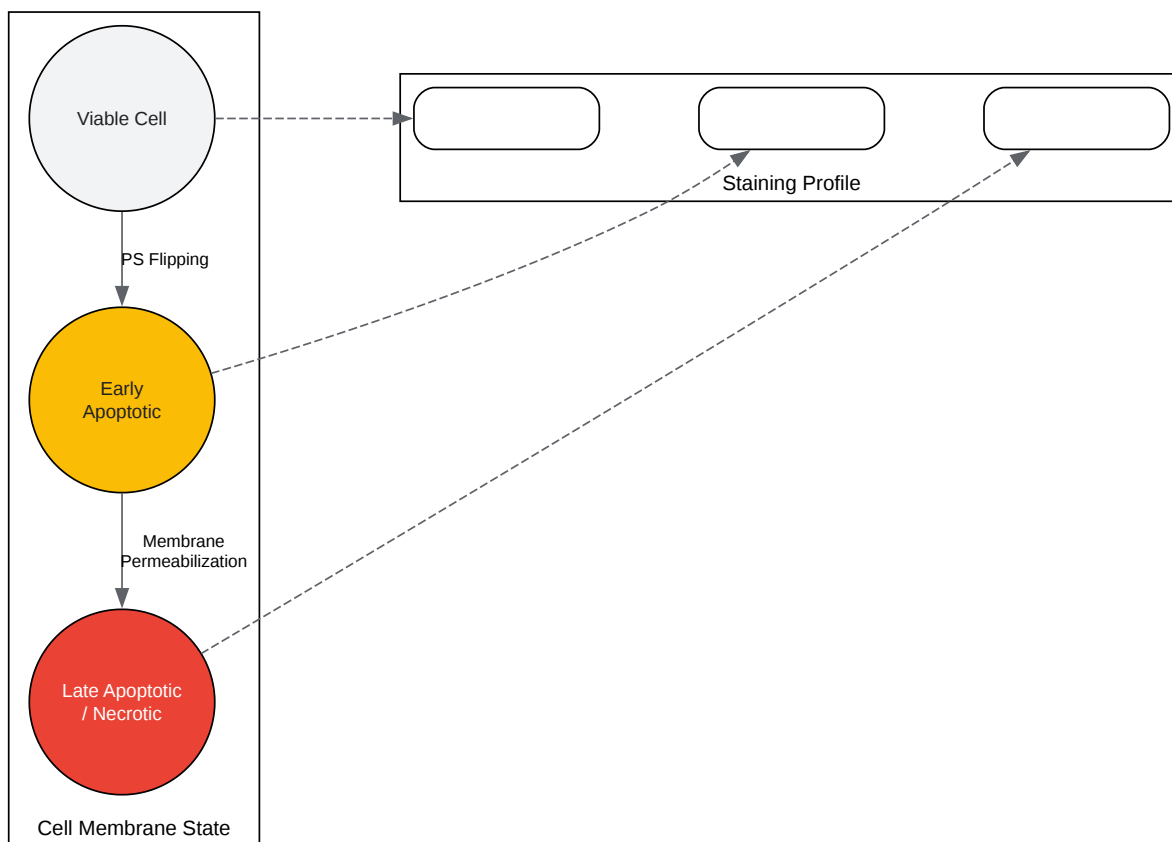 Viable Cell
PS Flipping
Early
Apoptotic
Membrane
Permeabilization
Late Apoptotic
/ Necrotic
Cell Membrane State
Staining Profile